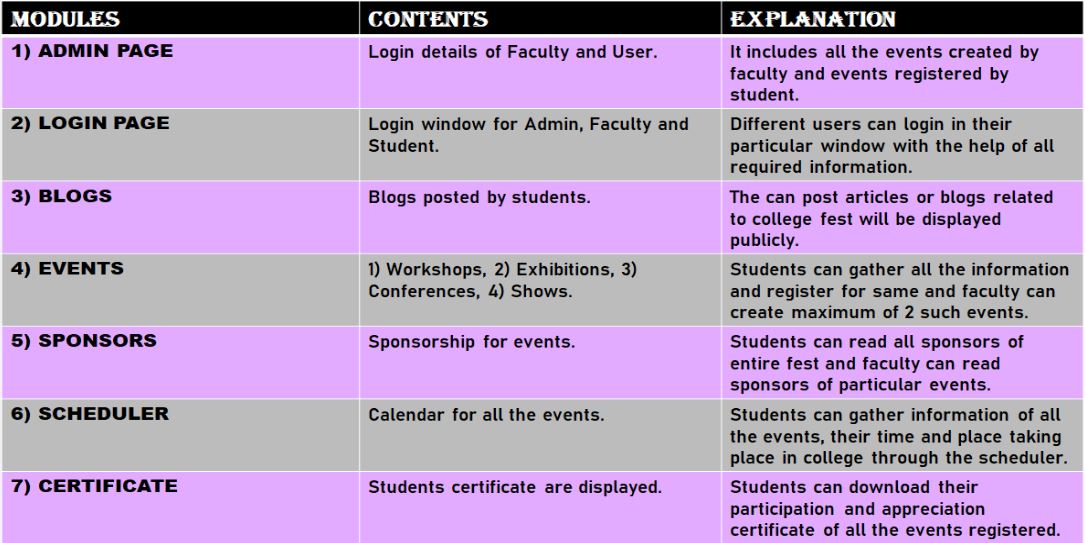 MODULES CONTENTS EXPLANATION
1) ADMIN PAGE
Login details of Faculty and User.
It includes all the events created by
faculty and events registered by
student.
2) LOGIN PAGE
Login window for Admin, Faculty and
Student.
Different users can login in their
particular window with the help of all
required information.
3) BLOGS
Blogs posted by students.
The can post articles or blogs related
to college fest will be displayed
publicly.
4) EVENTS
1) Workshops, 2) Exhibitions, 3)
Conferences, 4) Shows.
Students can gather all the information
and register for same and faculty can
create maximum of 2 such events.
5) SPONSORS
Sponsorship for events.
Students can read all sponsors of
entire fest and faculty can read
sponsors of particular events.
6) SCHEDULER
Calendar for all the events.
Students can gather information of all
the events, their time and place taking
place in college through the scheduler.
7) CERTIFICATE
Students certificate are displayed.
Students can download their
participation and appreciation
certificate of all the events registered.